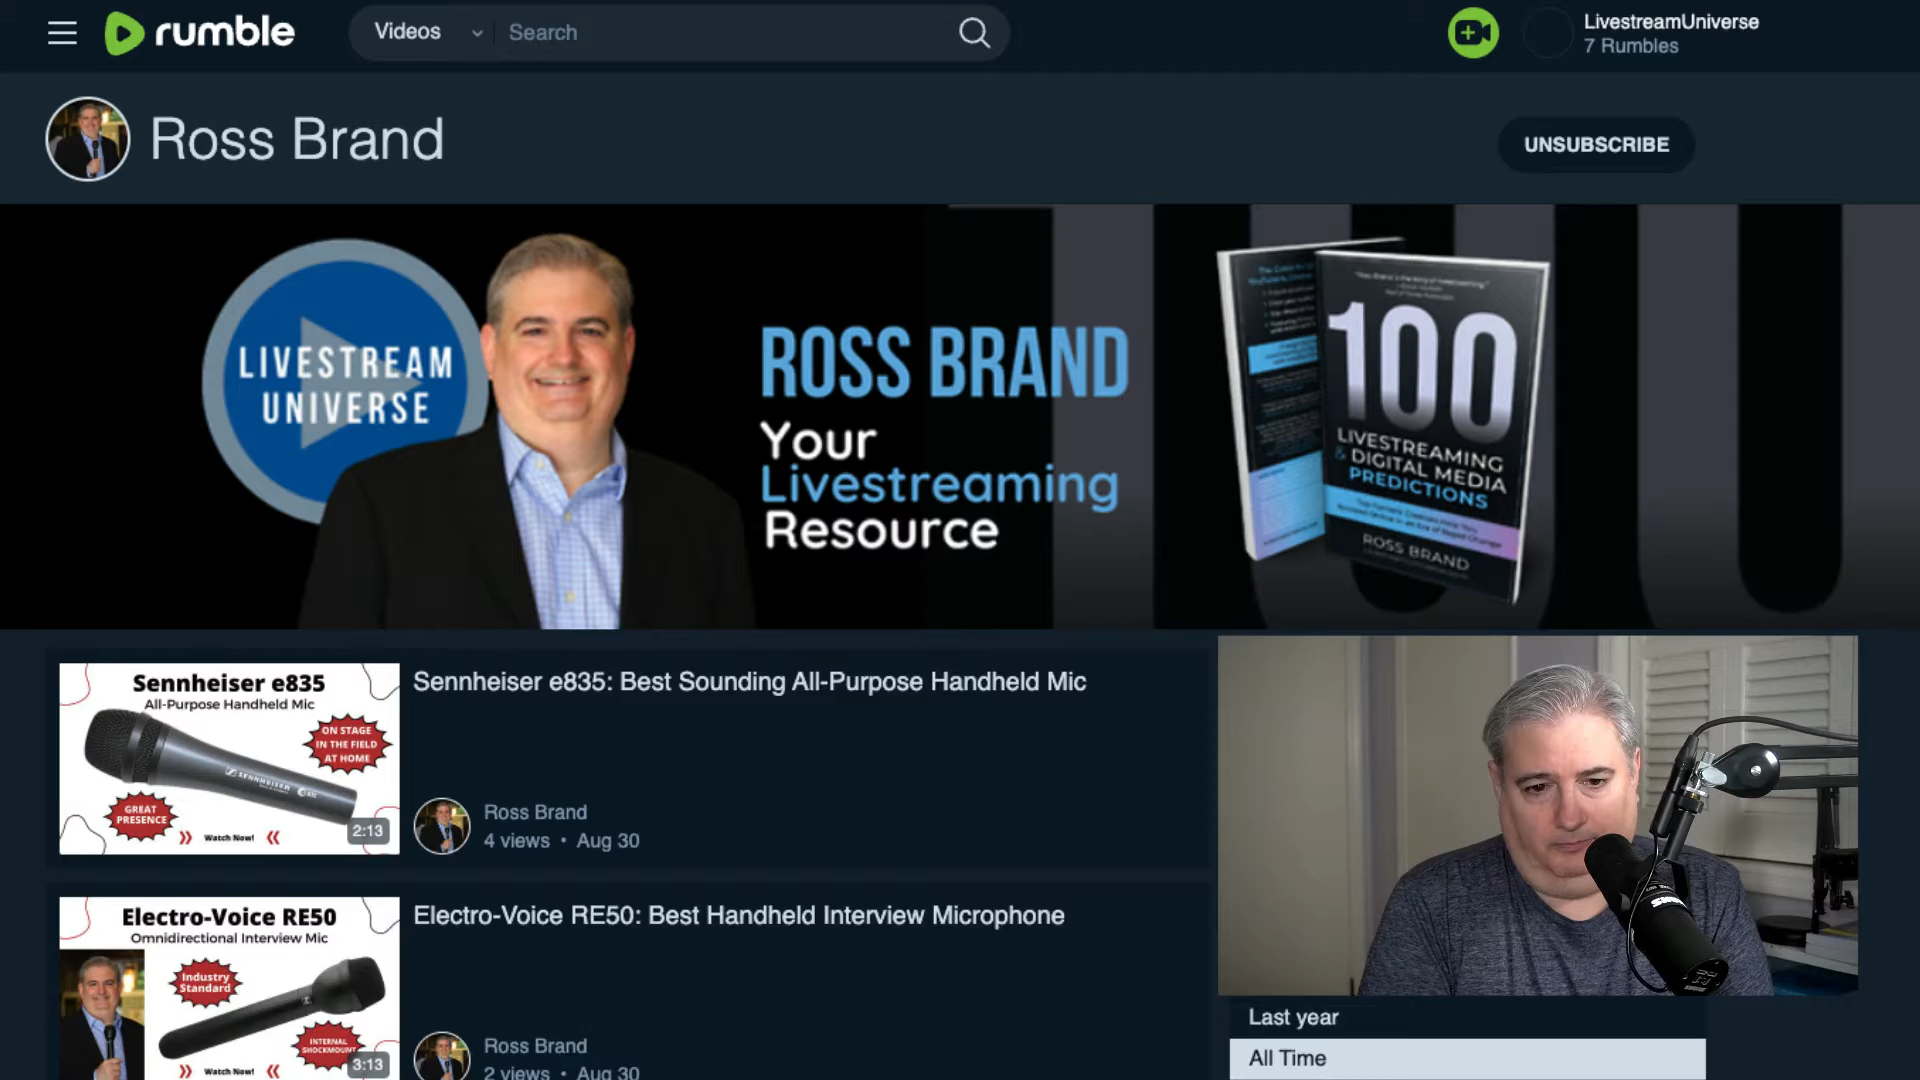 rumble
Videos
Search
LivestreamUniverse
7 Rumbles
Ross Brand
UNSUBSCRIBE
LIVESTREAM
UNIVERSE
ROSS BRAND
Your
Livestreaming
Resource
100
LIVESTREAMING
& DIGITAL MEDIA
PREDICTIONS
ROSS BRAND
Sennheiser e835
All-Purpose Handheld Mic
ON STAGE
IN THE FIELD
AT HOME
SENNHEISER
GREAT
PRESENCE
Watch Now!
2:13
Sennheiser e835: Best Sounding All-Purpose Handheld Mic
Ross Brand
4 views • Aug 30
Electro-Voice RE50
Omnidirectional Interview Mic
Industry
Standard
INTERNAL
SHOCKMOUNT
Watch Now!
3:13
Electro-Voice RE50: Best Handheld Interview Microphone
Ross Brand
2 views • Aug 30
SHURE
Last year
All Time